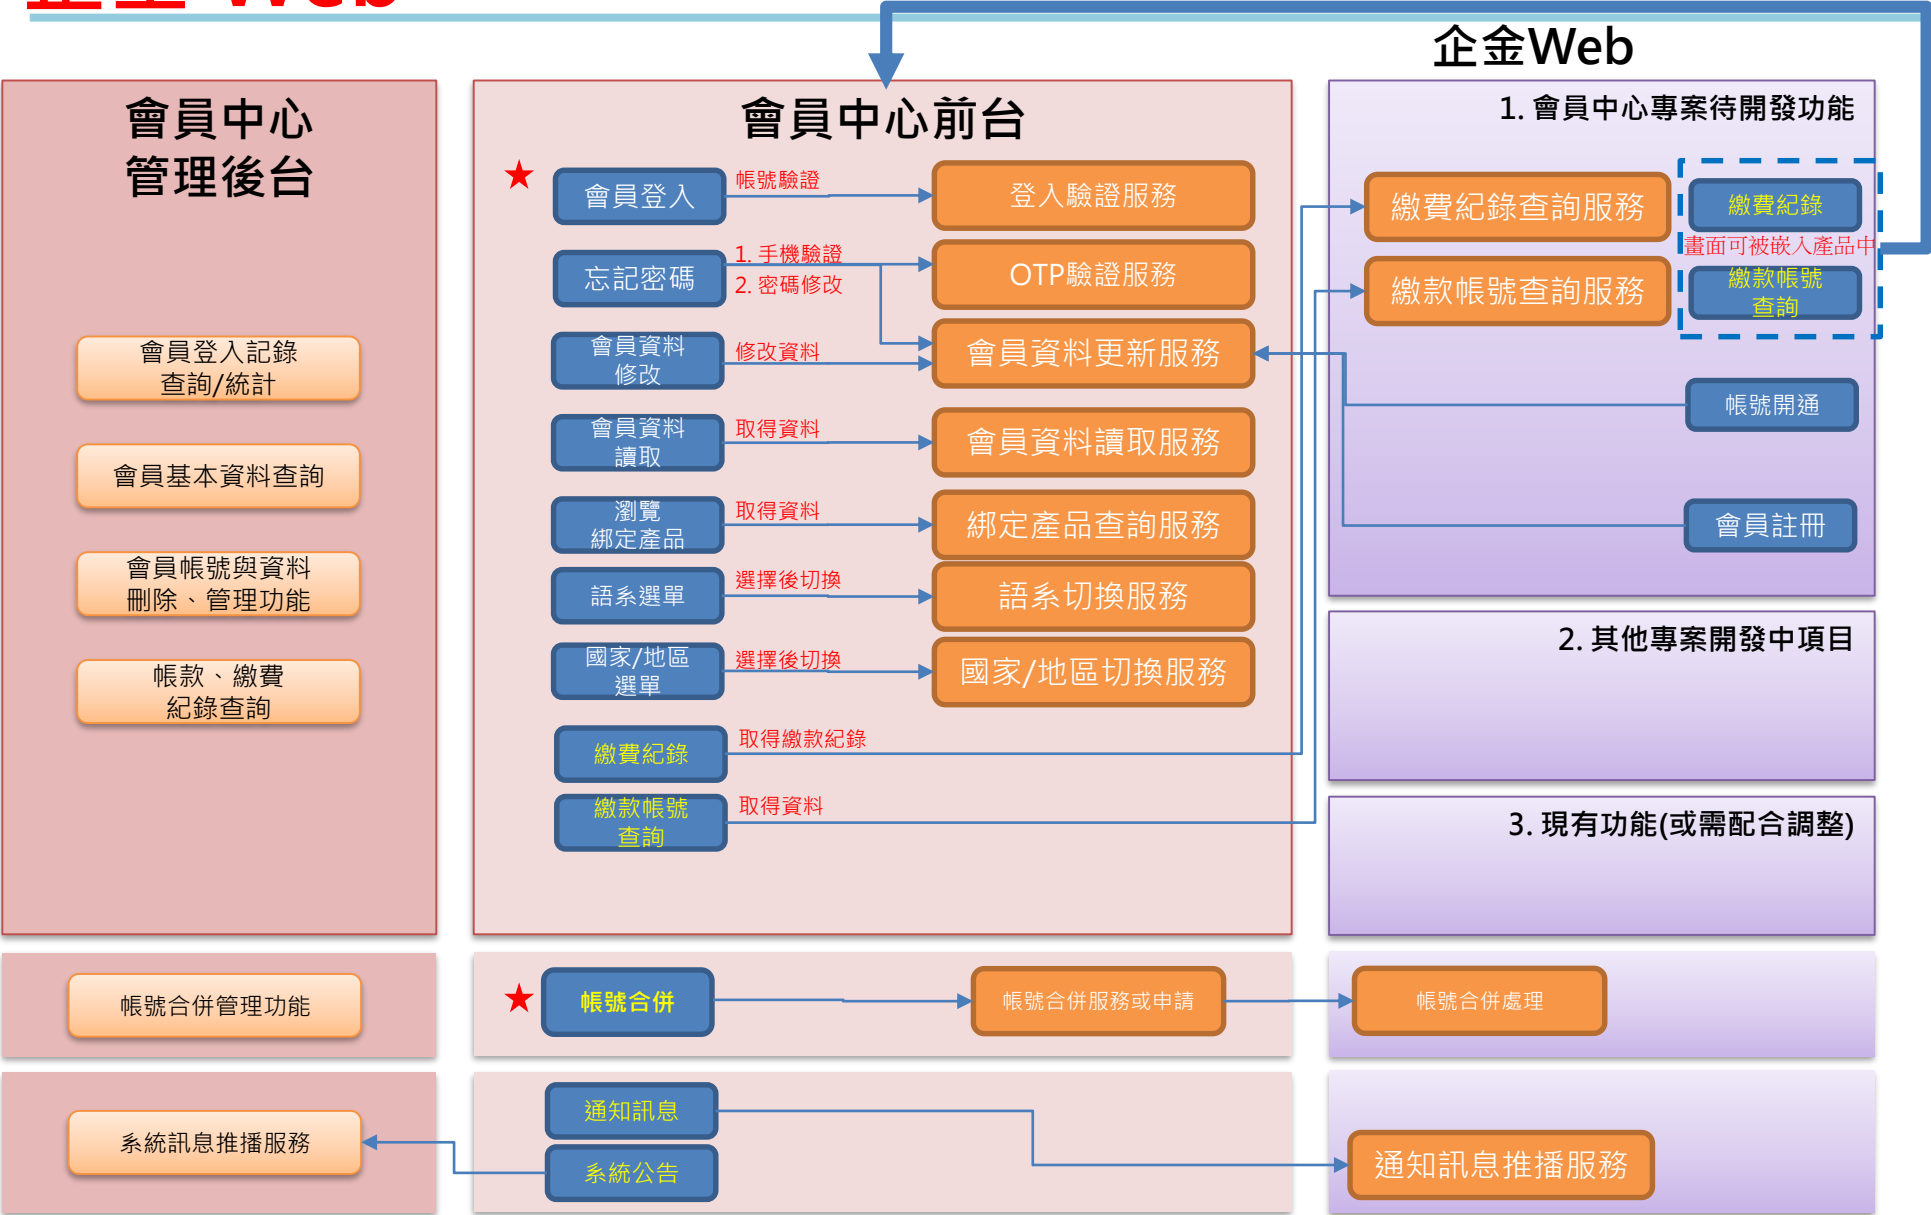 企金 Web
企金Web
會員中心
管理後台
會員登入記錄
查詢/統計
會員基本資料查詢
會員帳號與資料
刪除、管理功能
帳款、繳費
紀錄查詢
會員中心前台
★
會員登入
帳號驗證
登入驗證服務
忘記密碼
1. 手機驗證
2. 密碼修改
OTP驗證服務
會員資料
修改
修改資料
會員資料更新服務
會員資料
讀取
取得資料
會員資料讀取服務
瀏覽
綁定產品
取得資料
綁定產品查詢服務
語系選單
選擇後切換
語系切換服務
國家/地區
選單
選擇後切換
國家/地區切換服務
繳費紀錄
取得繳款紀錄
繳款帳號
查詢
取得資料
1. 會員中心專案待開發功能
繳費紀錄查詢服務
繳費紀錄
畫面可被嵌入產品中
繳款帳號查詢服務
繳款帳號
查詢
帳號開通
會員註冊
2. 其他專案開發中項目
3. 現有功能(或需配合調整)
帳號合併管理功能
★
帳號合併
帳號合併服務或申請
帳號合併處理
系統訊息推播服務
通知訊息
系統公告
通知訊息推播服務